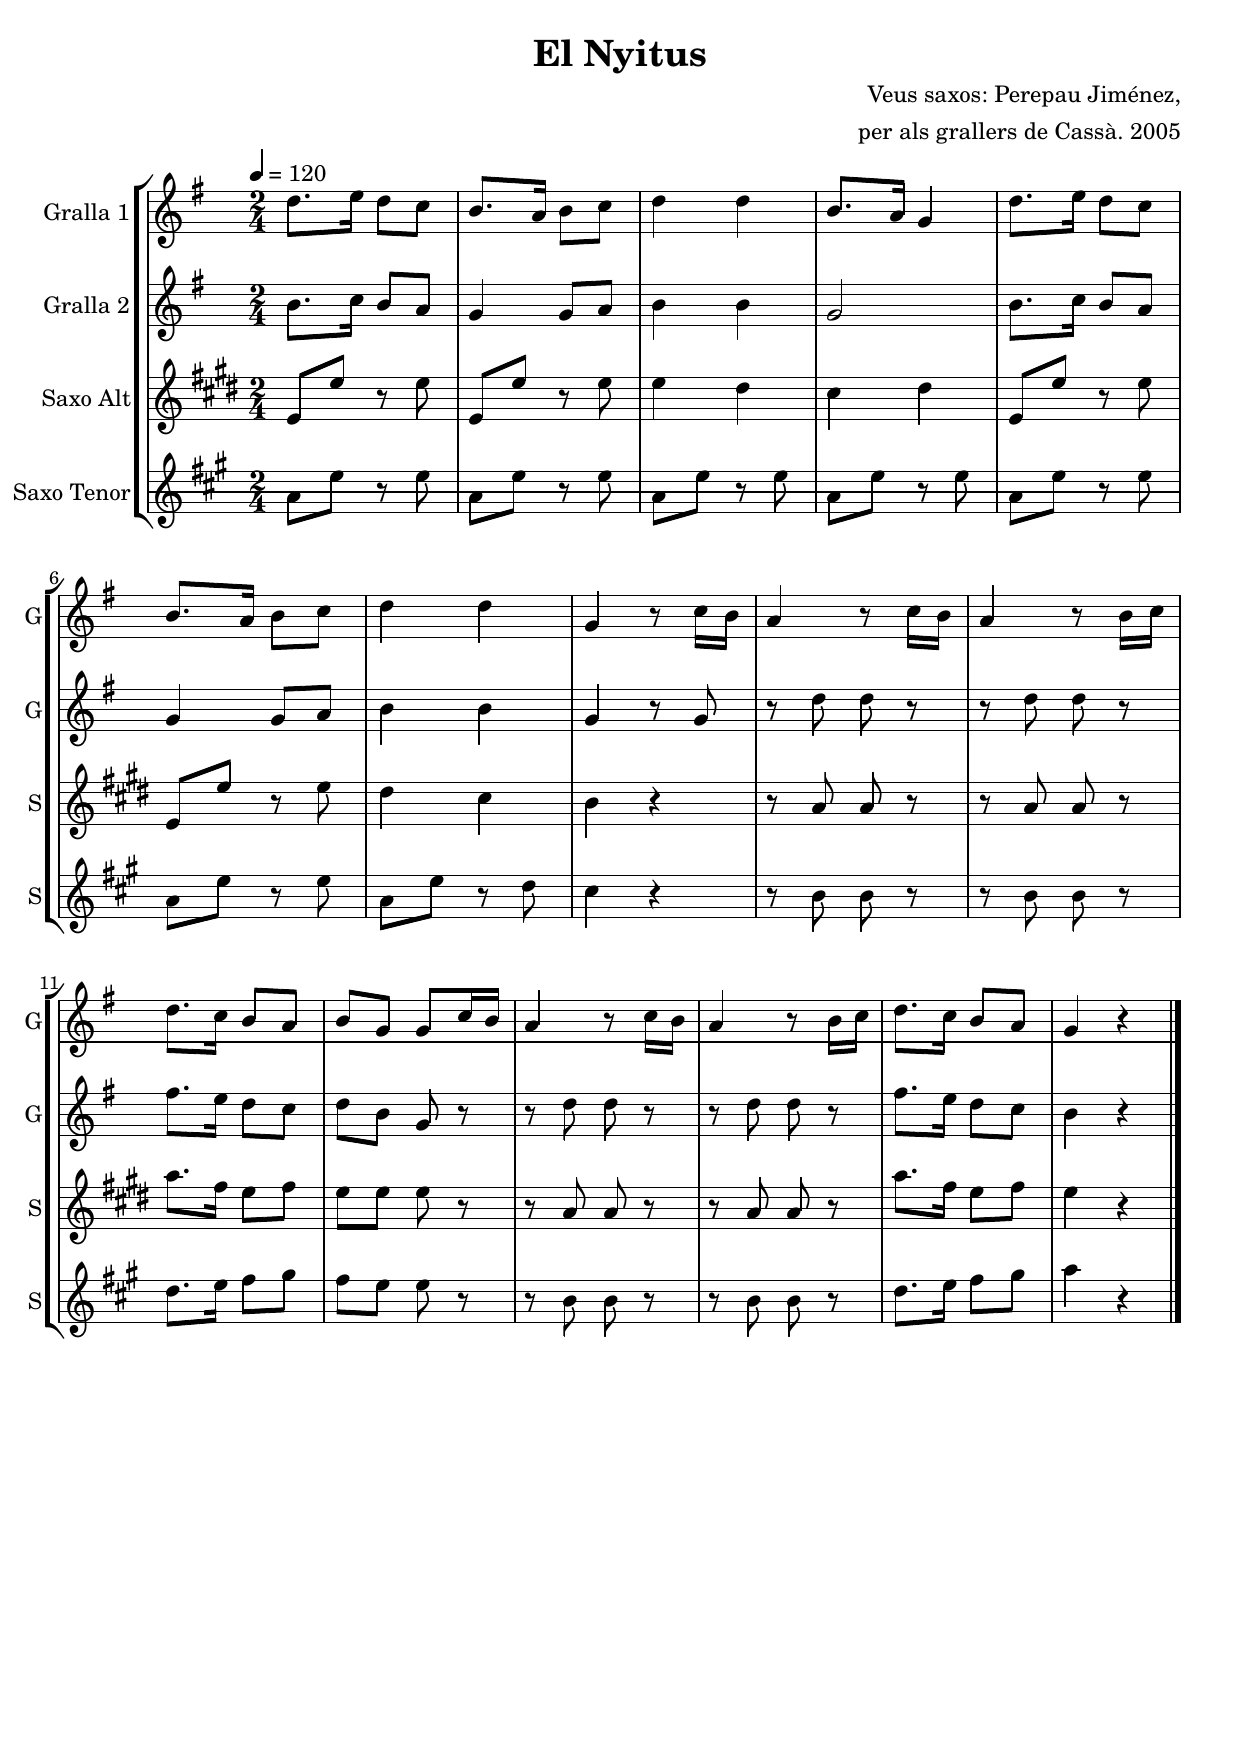 El Nyitus
Veus saxos: Perepau Jiménez,
per als grallers de Cassà. 2005
= 120
Gralla 1
Gralla 2
Saxo Alt
Saxo Tenor
6
G
G
S
S
11
G
G
S
S